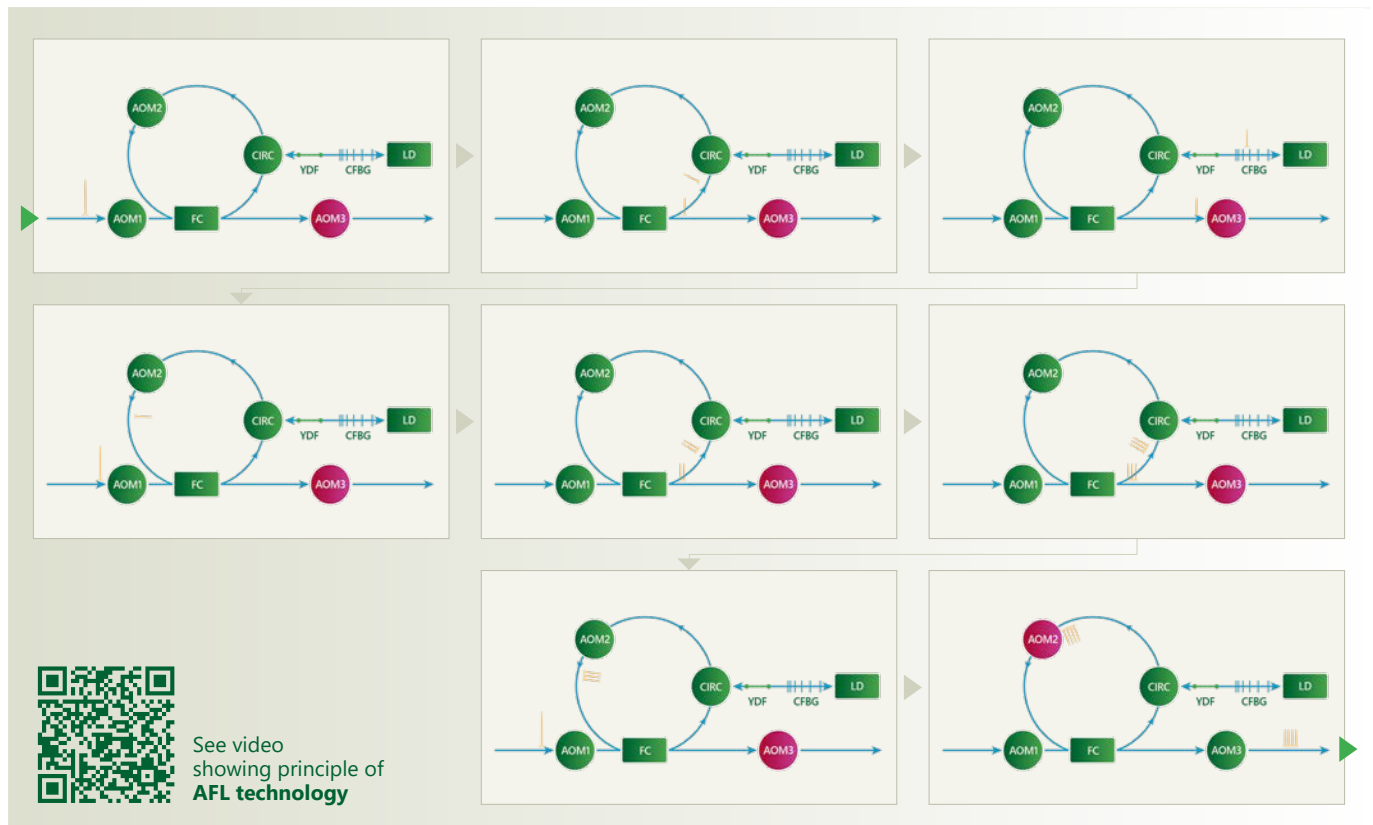 AOM2
CIRC
LD
YDF
CFBG
AOM1
FC
AOM3
AOM2
CIRC
LD
YDF
CFBG
AOM1
FC
AOM3
AOM2
CIRC
LD
YDF
CFBG
AOM1
FC
AOM3
AOM2
CIRC
LD
YDF
CFBG
AOM1
FC
AOM3
AOM2
CIRC
LD
YDF
CFBG
AOM1
FC
AOM3
AOM2
CIRC
LD
YDF
CFBG
AOM1
FC
AOM3
AOM2
CIRC
LD
YDF
CFBG
AOM1
FC
AOM3
AOM2
CIRC
LD
YDF
CFBG
AOM1
FC
AOM3
See video
showing principle of
AFL technology